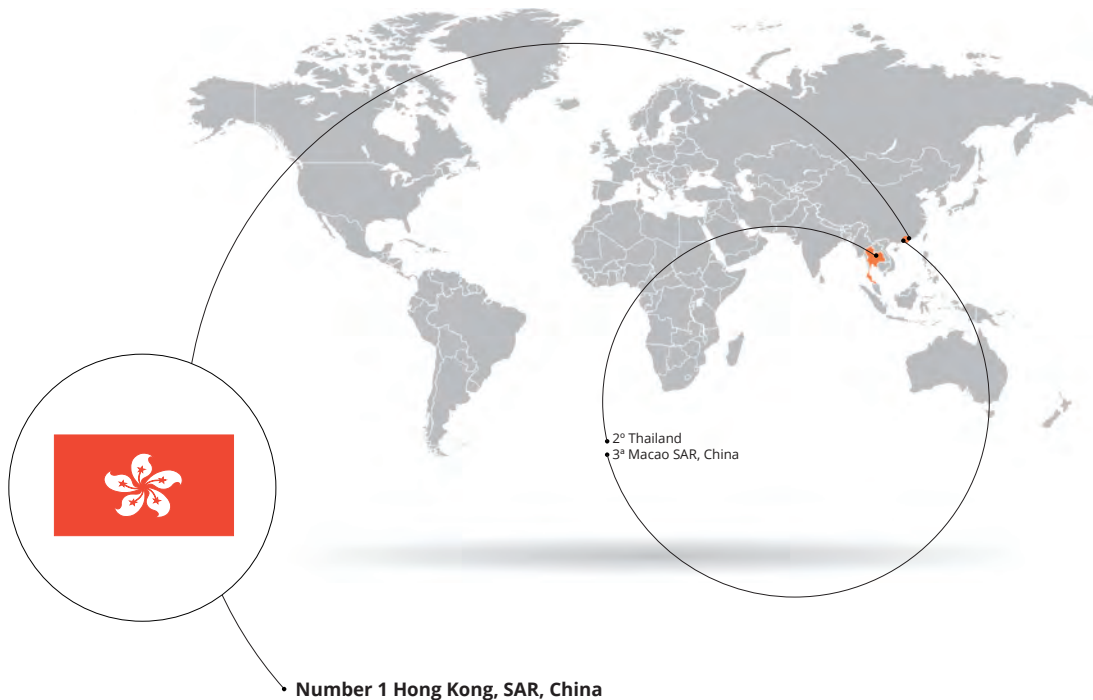 2º Thailand
3ª Macao SAR, China
Number 1 Hong Kong, SAR, China